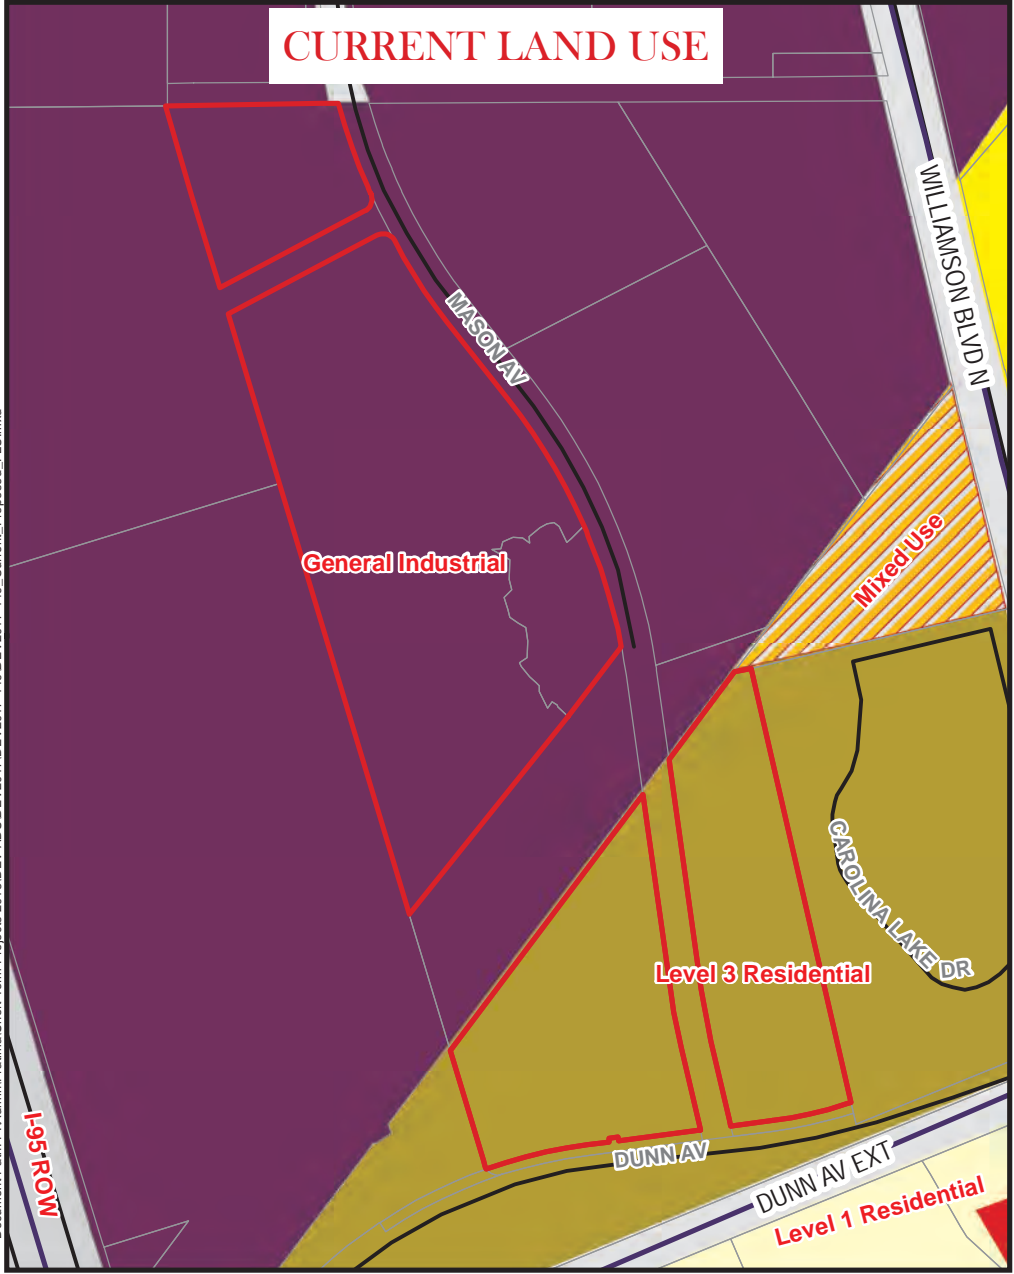 CURRENT LAND USE
WILLIAMSON BLVD N
MASON AV
General Industrial
Mixed Use
CAROLINA LAKE DR
Level 3 Residential
I-95 ROW
DUNN AV
DUNN AV EXT
Level 1 Residential